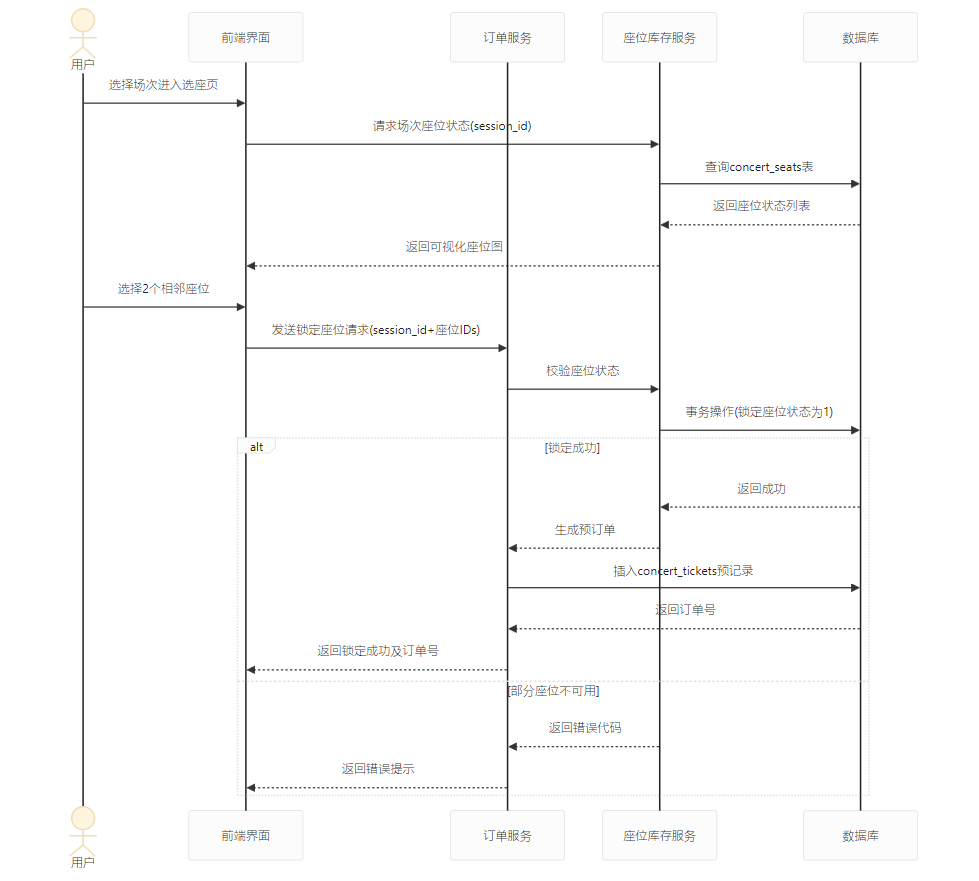 用户
前端界面
订单服务
座位库存服务
数据库
选择场次进入选座页
请求场次座位状态(session_id)
查询concert_seats表
返回座位状态列表
返回可视化座位图
选择2个相邻座位
发送锁定座位请求(session_id+座位IDs)
校验座位状态
事务操作(锁定座位状态为1)
alt
[锁定成功]
返回成功
生成预订单
插入concert_tickets预记录
返回订单号
返回锁定成功及订单号
[部分座位不可用]
返回错误代码
返回错误提示
用户
前端界面
订单服务
座位库存服务
数据库